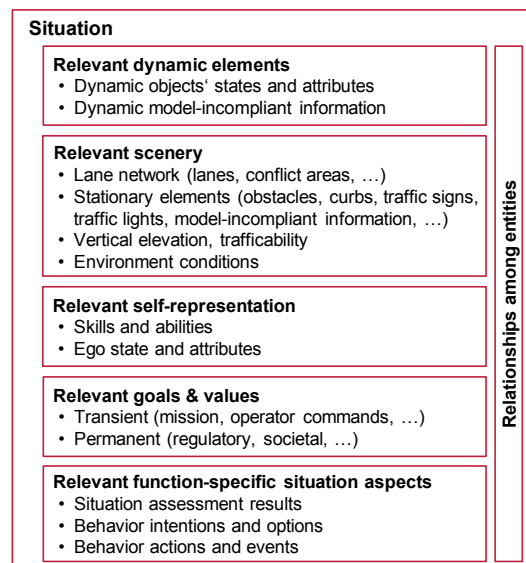 Situation
Relevant dynamic elements
• Dynamic objects‘ states and attributes
• Dynamic model-incompliant information
Relevant scenery
• Lane network (lanes, conflict areas, …)
• Stationary elements (obstacles, curbs, traffic signs,
traffic lights, model-incompliant information, …)
• Vertical elevation, trafficability
• Environment conditions
Relevant self-representation
• Skills and abilities
• Ego state and attributes
Relevant goals & values
• Transient (mission, operator commands, …)
• Permanent (regulatory, societal, …)
Relevant function-specific situation aspects
• Situation assessment results
• Behavior intentions and options
• Behavior actions and events
Relationships among entities